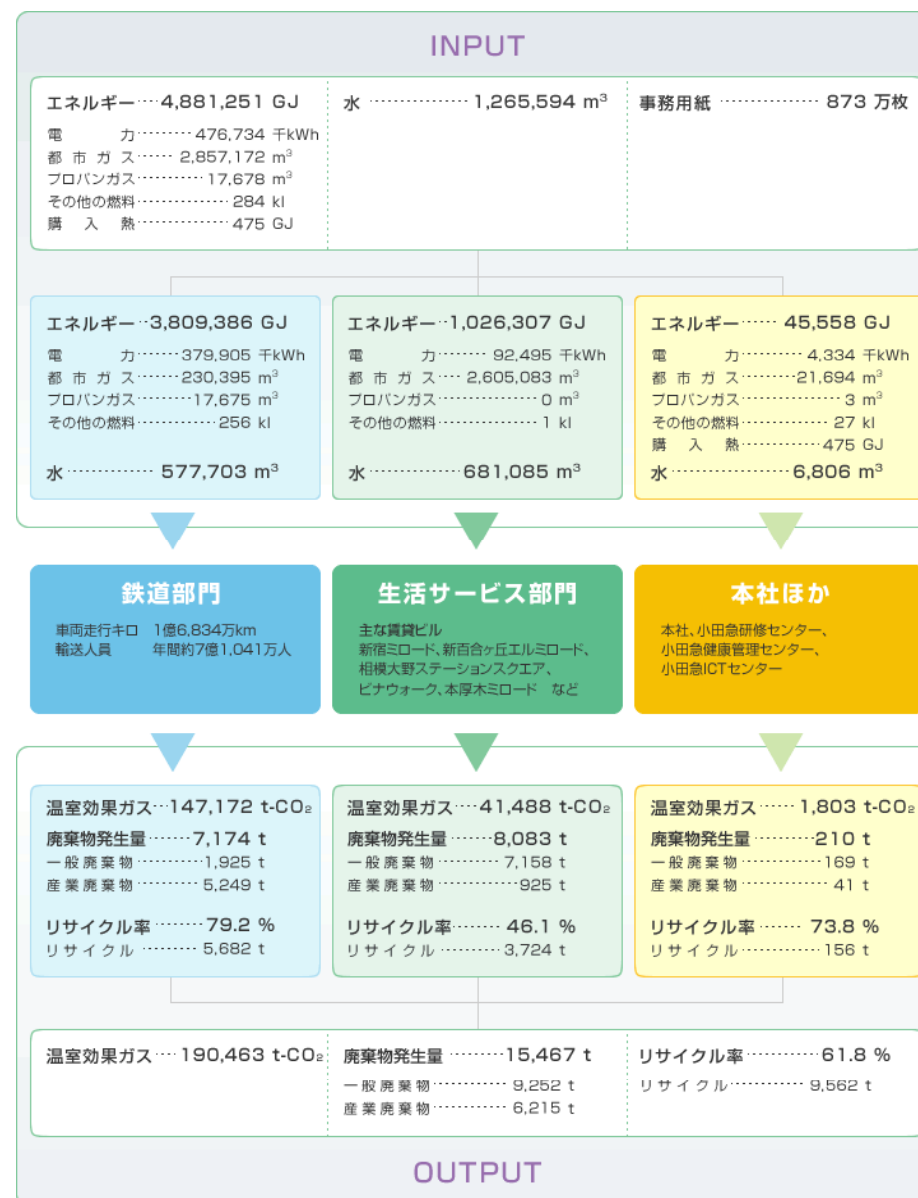 INPUT
エネルギー…4,881,251 GJ
電力………476,734 千kWh
都市ガス……2,857,172 m³
プロパンガス…………17,678 m³
その他の燃料……………284 kl
購入熱……………475 GJ
水……………1,265,594 m³
事務用紙……………873 万枚
エネルギー‥3,809,386 GJ
電力……379,905 千kWh
都市ガス……230,395 m³
プロパンガス………17,675 m³
その他の燃料…………256 kl
水…………577,703 m³
エネルギー‥1,026,307 GJ
電力………92,495 千kWh
都市ガス…2,605,083 m³
プロパンガス……………0 m³
その他の燃料……………1 kl
水……………681,085 m³
エネルギー……45,558 GJ
電力…………4,334 千kWh
都市ガス………21,694 m³
プロパンガス……………3 m³
その他の燃料……………27 kl
購入熱…………475 GJ
水………………6,806 m³
鉄道部門
車両走行キロ 1億6,834万km
輸送人員 年間約7億1,041万人
生活サービス部門
主な賃貸ビル
新宿ミロード、新百合ヶ丘エルミロード、
相模大野ステーションスクエア、
ビナウォーク、本厚木ミロード など
本社ほか
本社、小田急研修センター、
小田急健康管理センター、
小田急ICTセンター
温室効果ガス…147,172 t-CO₂
廃棄物発生量……7,174 t
一般廃棄物…………1,925 t
産業廃棄物…………5,249 t
リサイクル率……79.2 %
リサイクル………5,682 t
温室効果ガス…41,488 t-CO₂
廃棄物発生量……8,083 t
一般廃棄物…………7,158 t
産業廃棄物…………925 t
リサイクル率……46.1 %
リサイクル…………3,724 t
温室効果ガス……1,803 t-CO₂
廃棄物発生量………210 t
一般廃棄物……………169 t
産業廃棄物……………41 t
リサイクル率……73.8 %
リサイクル……………156 t
温室効果ガス…190,463 t-CO₂
廃棄物発生量………15,467 t
一般廃棄物…………9,252 t
産業廃棄物…………6,215 t
リサイクル率…………61.8 %
リサイクル…………9,562 t
OUTPUT